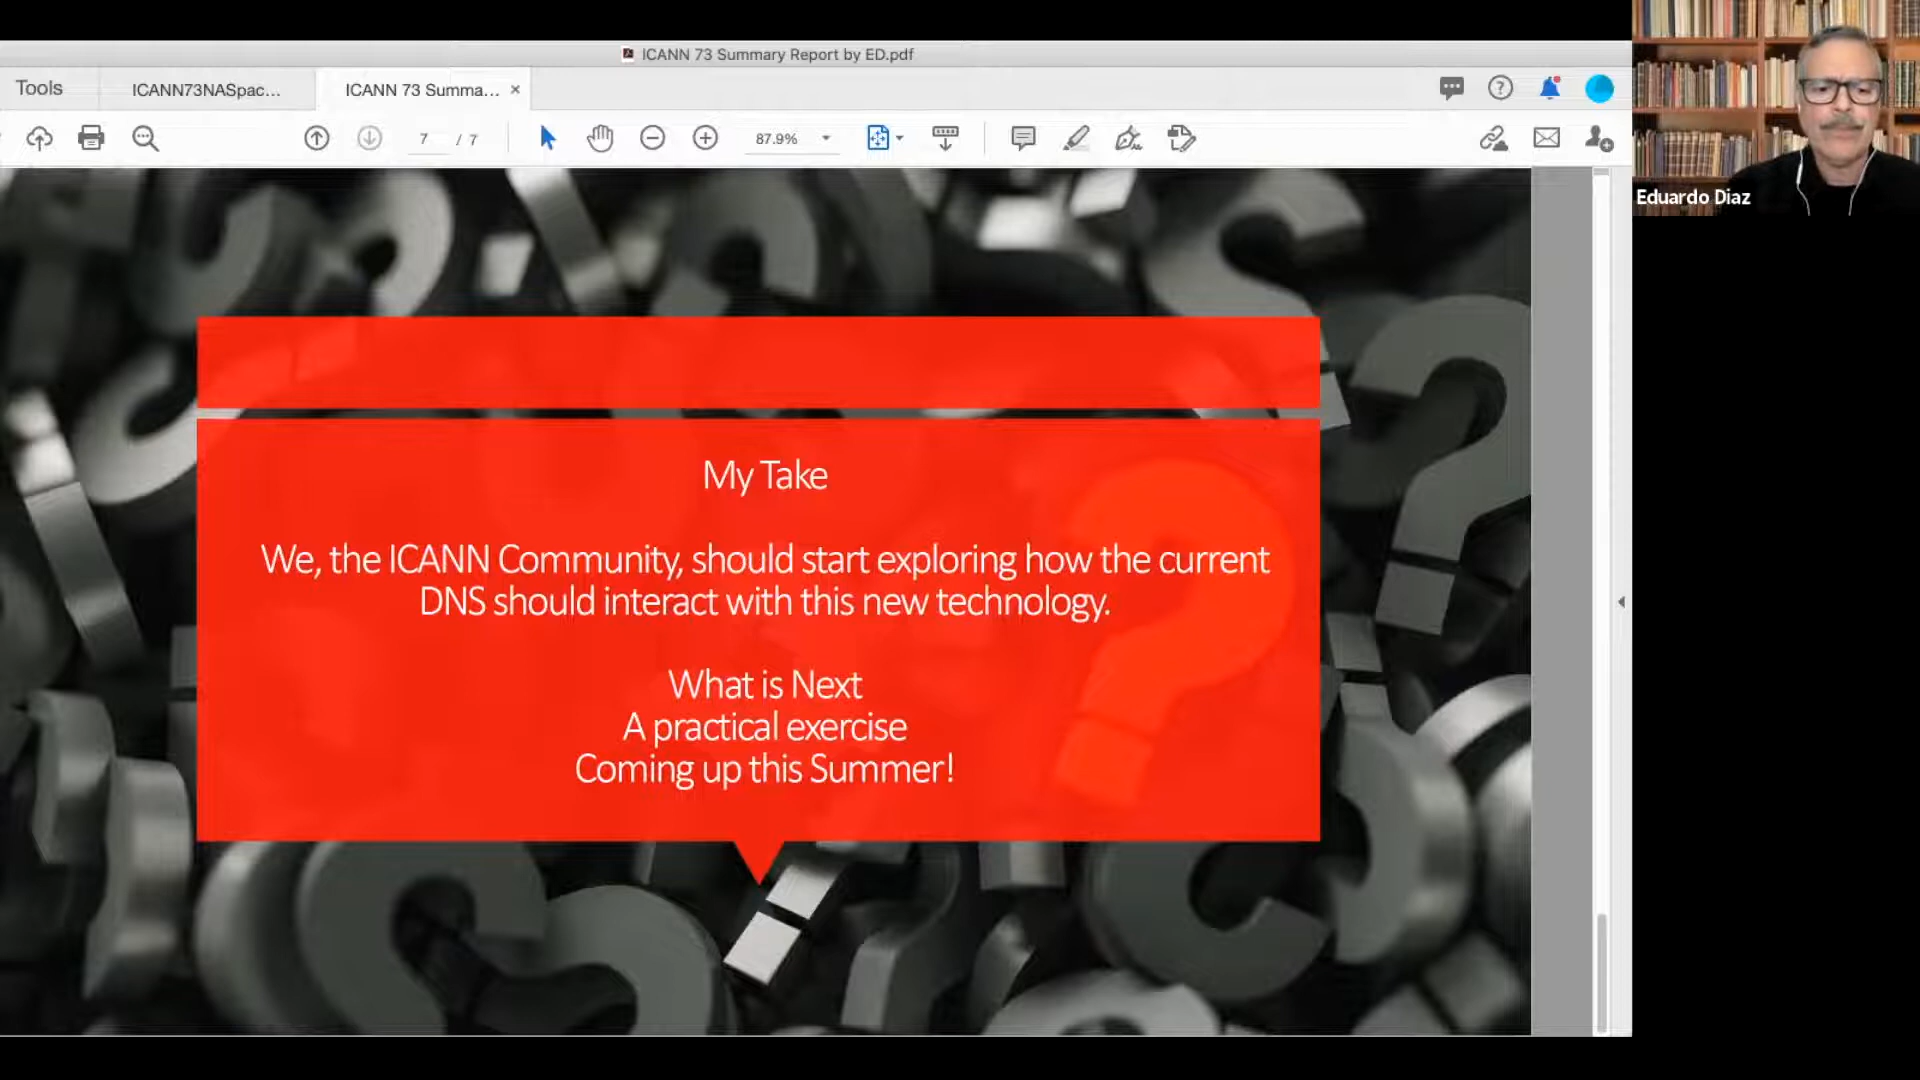 ICANN 73 Summary Report by ED.pdf
Tools
ICANN73NASpac...
ICANN 73 Summa...
7 / 7
87.9%
My Take
We, the ICANN Community, should start exploring how the current
DNS should interact with this new technology.
What is Next
A practical exercise
Coming up this Summer!
Eduardo Diaz